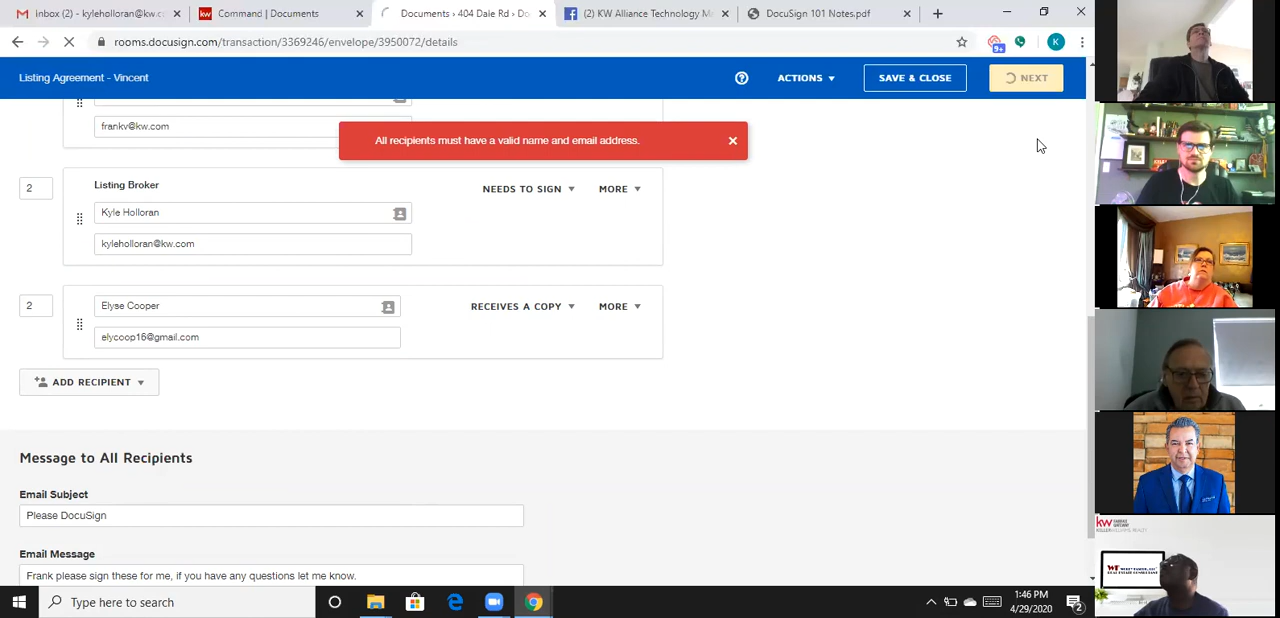 Inbox (2) - kyleholloran@kw.c
Command | Documents
Documents › 404 Dale Rd › Do
(2) KW Alliance Technology M
DocuSign 101 Notes.pdf
rooms.docusign.com/transaction/3369246/envelope/3950072/details
9+
K
Listing Agreement - Vincent
ACTIONS
SAVE & CLOSE
NEXT
frankv@kw.com
All recipients must have a valid name and email address.
2
Listing Broker
NEEDS TO SIGN
MORE
Kyle Holloran
kyleholloran@kw.com
2
Elyse Cooper
RECEIVES A COPY
MORE
elycoop16@gmail.com
ADD RECIPIENT
Message to All Recipients
Email Subject
Please DocuSign
Email Message
Frank please sign these for me, if you have any questions let me know.
Type here to search
1:46 PM
4/29/2020
2
kw
KELLERWILLIAMS REALTY